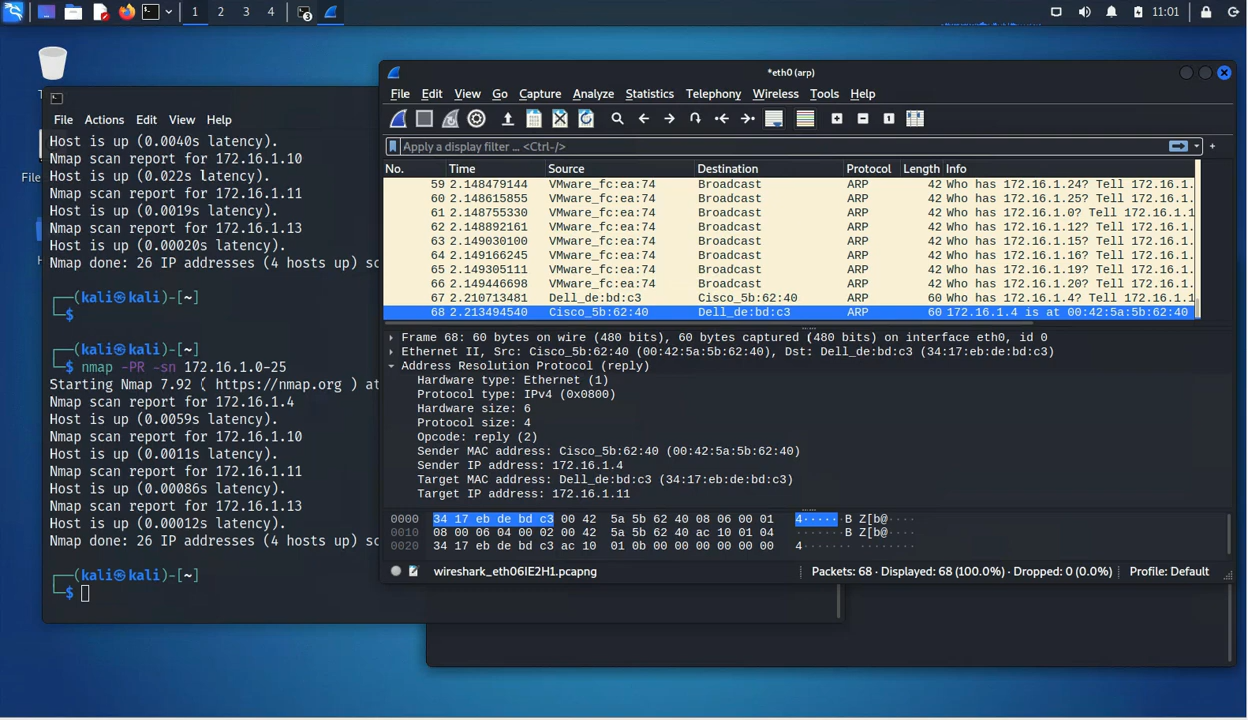 1 2 3 4 3 11:01
*eth0 (arp)
File Edit View Go Capture Analyze Statistics Telephony Wireless Tools Help
Apply a display filter ... <Ctrl-/> +
No. Time Source Destination Protocol Length Info
59 2.148479144 VMware_fc:ea:74 Broadcast ARP 42 Who has 172.16.1.24? Tell 172.16.1.
60 2.148615855 VMware_fc:ea:74 Broadcast ARP 42 Who has 172.16.1.25? Tell 172.16.1.
61 2.148755330 VMware_fc:ea:74 Broadcast ARP 42 Who has 172.16.1.0? Tell 172.16.1.1
62 2.148892161 VMware_fc:ea:74 Broadcast ARP 42 Who has 172.16.1.12? Tell 172.16.1.
63 2.149030100 VMware_fc:ea:74 Broadcast ARP 42 Who has 172.16.1.15? Tell 172.16.1.
64 2.149166245 VMware_fc:ea:74 Broadcast ARP 42 Who has 172.16.1.16? Tell 172.16.1.
65 2.149305111 VMware_fc:ea:74 Broadcast ARP 42 Who has 172.16.1.19? Tell 172.16.1.
66 2.149446698 VMware_fc:ea:74 Broadcast ARP 42 Who has 172.16.1.20? Tell 172.16.1.
67 2.210713481 Dell_de:bd:c3 Cisco_5b:62:40 ARP 60 Who has 172.16.1.4? Tell 172.16.1.1
68 2.213494540 Cisco_5b:62:40 Dell_de:bd:c3 ARP 60 172.16.1.4 is at 00:42:5a:5b:62:40
Frame 68: 60 bytes on wire (480 bits), 60 bytes captured (480 bits) on interface eth0, id 0
Ethernet II, Src: Cisco_5b:62:40 (00:42:5a:5b:62:40), Dst: Dell_de:bd:c3 (34:17:eb:de:bd:c3)
Address Resolution Protocol (reply)
Hardware type: Ethernet (1)
Protocol type: IPv4 (0x0800)
Hardware size: 6
Protocol size: 4
Opcode: reply (2)
Sender MAC address: Cisco_5b:62:40 (00:42:5a:5b:62:40)
Sender IP address: 172.16.1.4
Target MAC address: Dell_de:bd:c3 (34:17:eb:de:bd:c3)
Target IP address: 172.16.1.11
0000 34 17 eb de bd c3 00 42 5a 5b 62 40 08 06 00 01 4·····B Z[b@····
0010 08 00 06 04 00 02 00 42 5a 5b 62 40 ac 10 01 04 ·······B Z[b@····
0020 34 17 eb de bd c3 ac 10 01 0b 00 00 00 00 00 00 4······· ········
wireshark_eth06IE2H1.pcapng Packets: 68 · Displayed: 68 (100.0%) · Dropped: 0 (0.0%) Profile: Default
File Actions Edit View Help
Host is up (0.0040s latency).
Nmap scan report for 172.16.1.10
Host is up (0.022s latency).
Nmap scan report for 172.16.1.11
Host is up (0.0019s latency).
Nmap scan report for 172.16.1.13
Host is up (0.00020s latency).
Nmap done: 26 IP addresses (4 hosts up) sc
┌──(kali㉿kali)-[~]
└─$
┌──(kali㉿kali)-[~]
└─$ nmap -PR -sn 172.16.1.0-25
Starting Nmap 7.92 ( https://nmap.org ) at
Nmap scan report for 172.16.1.4
Host is up (0.0059s latency).
Nmap scan report for 172.16.1.10
Host is up (0.0011s latency).
Nmap scan report for 172.16.1.11
Host is up (0.00086s latency).
Nmap scan report for 172.16.1.13
Host is up (0.00012s latency).
Nmap done: 26 IP addresses (4 hosts up) sc
┌──(kali㉿kali)-[~]
└─$